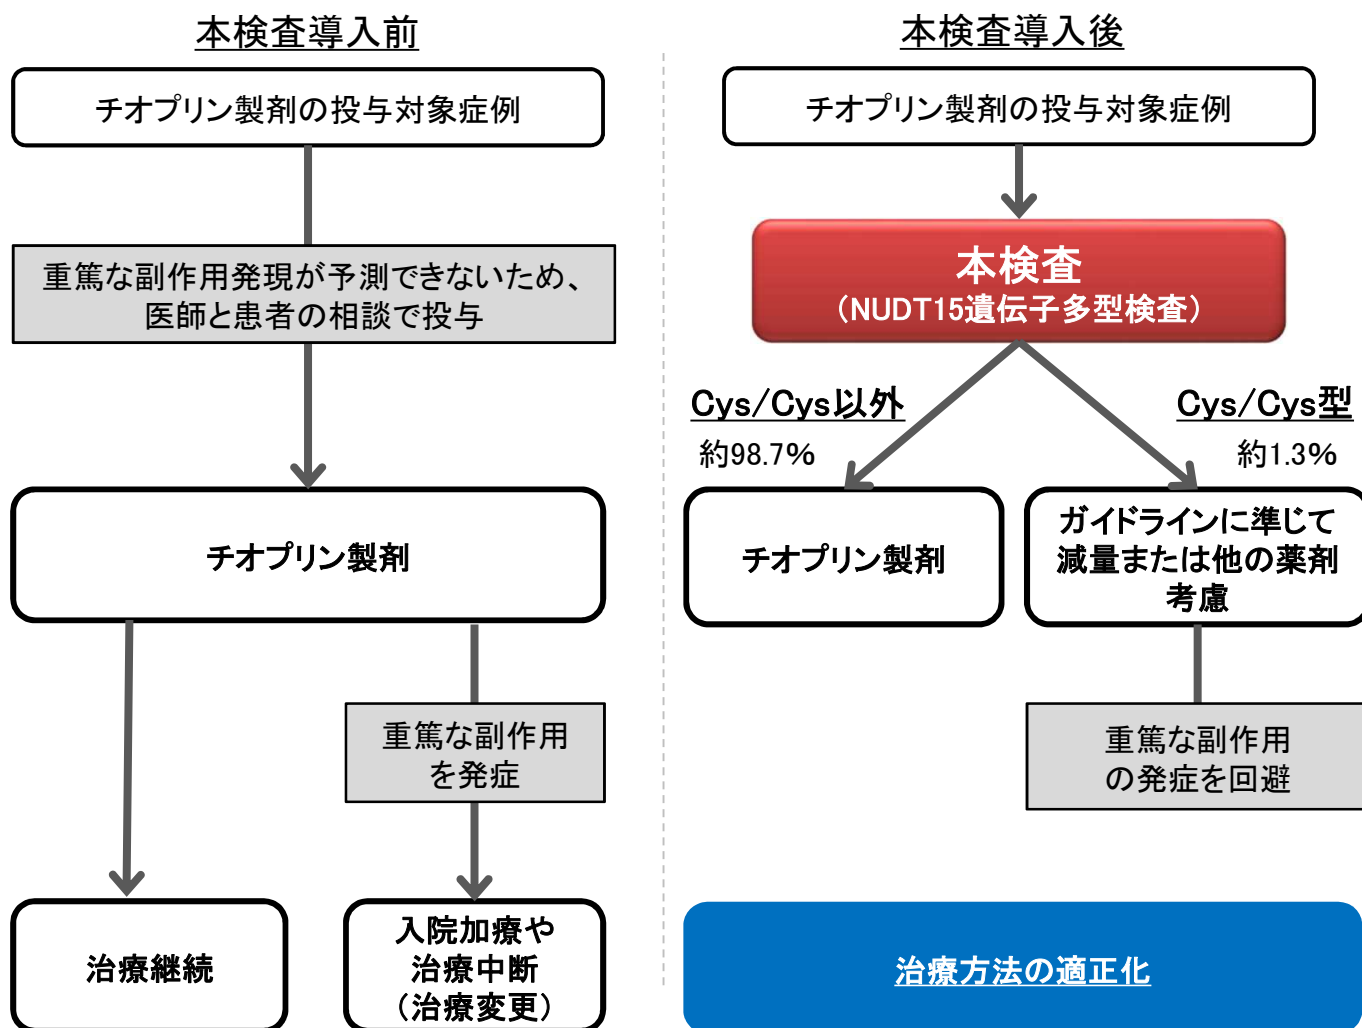 本検査導入前
チオプリン製剤の投与対象症例
重篤な副作用発現が予測できないため、
医師と患者の相談で投与
チオプリン製剤
重篤な副作用
を発症
治療継続
入院加療や
治療中断
（治療変更）
本検査導入後
チオプリン製剤の投与対象症例
本検査
（NUDT15遺伝子多型検査）
Cys/Cys以外
約98.7%
Cys/Cys型
約1.3%
チオプリン製剤
ガイドラインに準じて
減量または他の薬剤
考慮
重篤な副作用
の発症を回避
治療方法の適正化